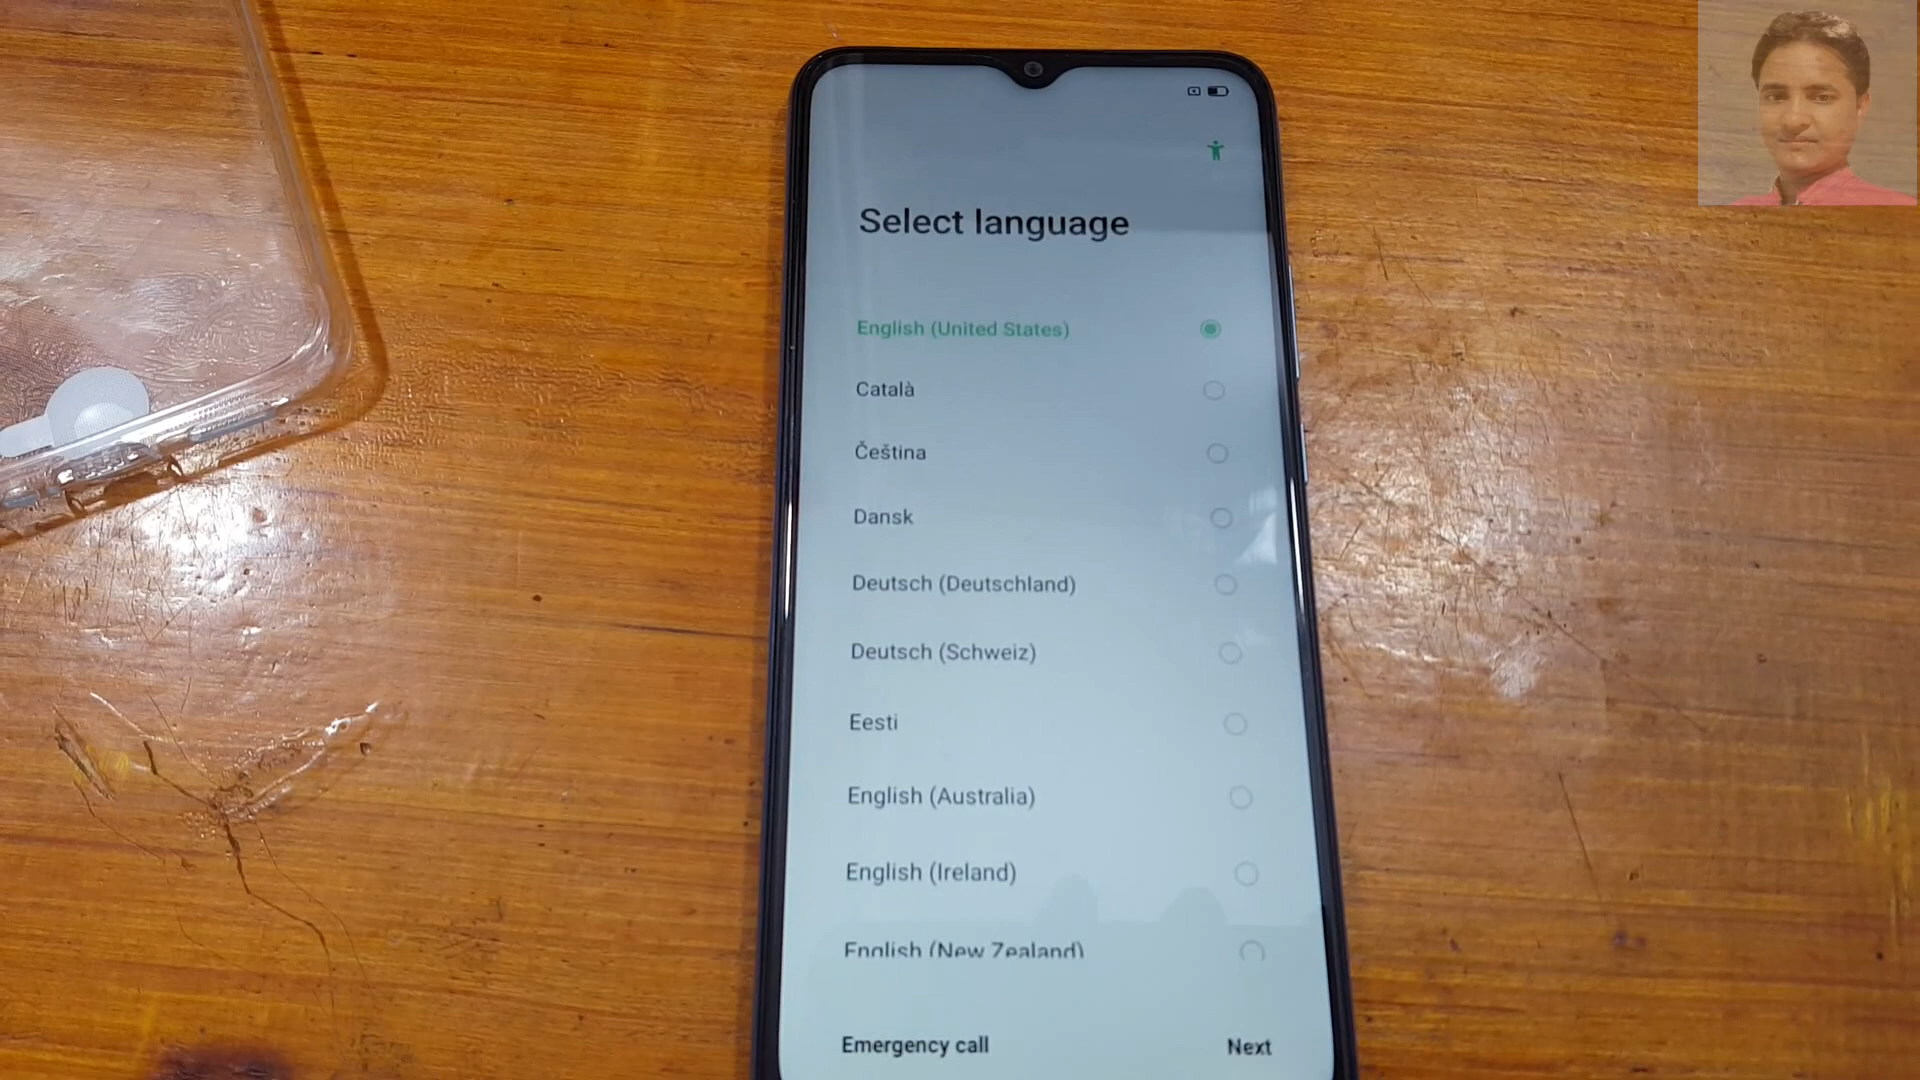 Select language
English (United States)
Català
Čeština
Dansk
Deutsch (Deutschland)
Deutsch (Schweiz)
Eesti
English (Australia)
English (Ireland)
English (New Zealand)
Emergency call
Next